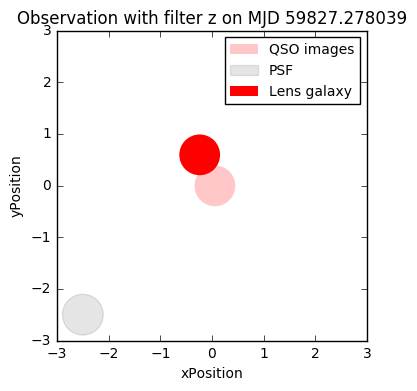 Observation with filter z on MJD 59827.278039
QSO images
PSF
Lens galaxy
3
2
1
0
−1
−2
−3
yPosition
−3 −2 −1 0 1 2 3
xPosition